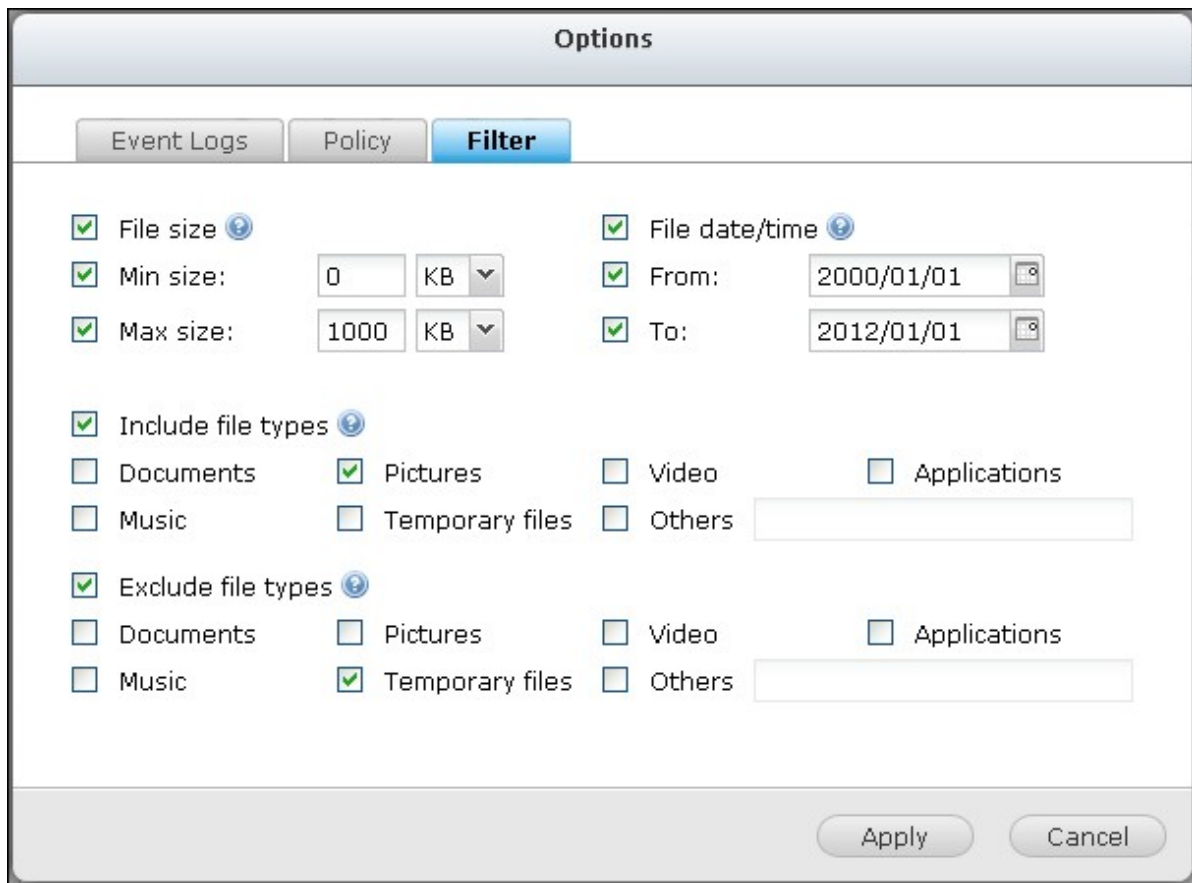 Options
Event Logs Policy Filter
File size File date/time
Min size: 0 KB From: 2000/01/01
Max size: 1000 KB To: 2012/01/01
Include file types
Documents Pictures Video Applications
Music Temporary files Others
Exclude file types
Documents Pictures Video Applications
Music Temporary files Others
Apply Cancel